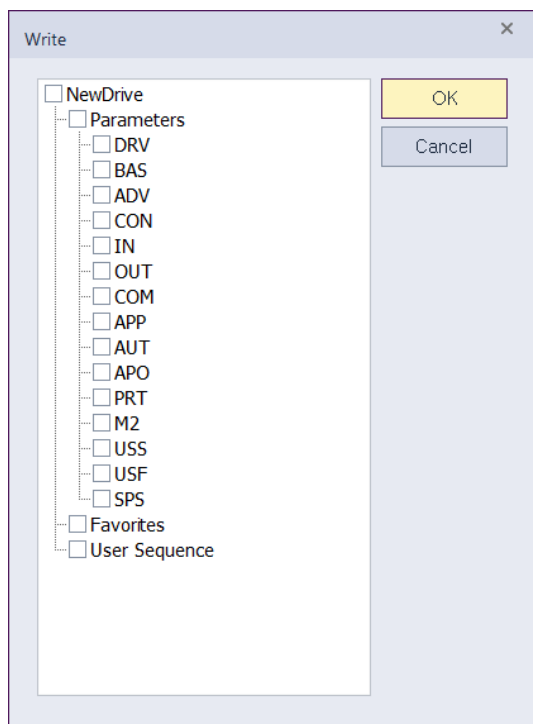 Write
NewDrive
Parameters
DRV
BAS
ADV
CON
IN
OUT
COM
APP
AUT
APO
PRT
M2
USS
USF
SPS
Favorites
User Sequence
OK
Cancel